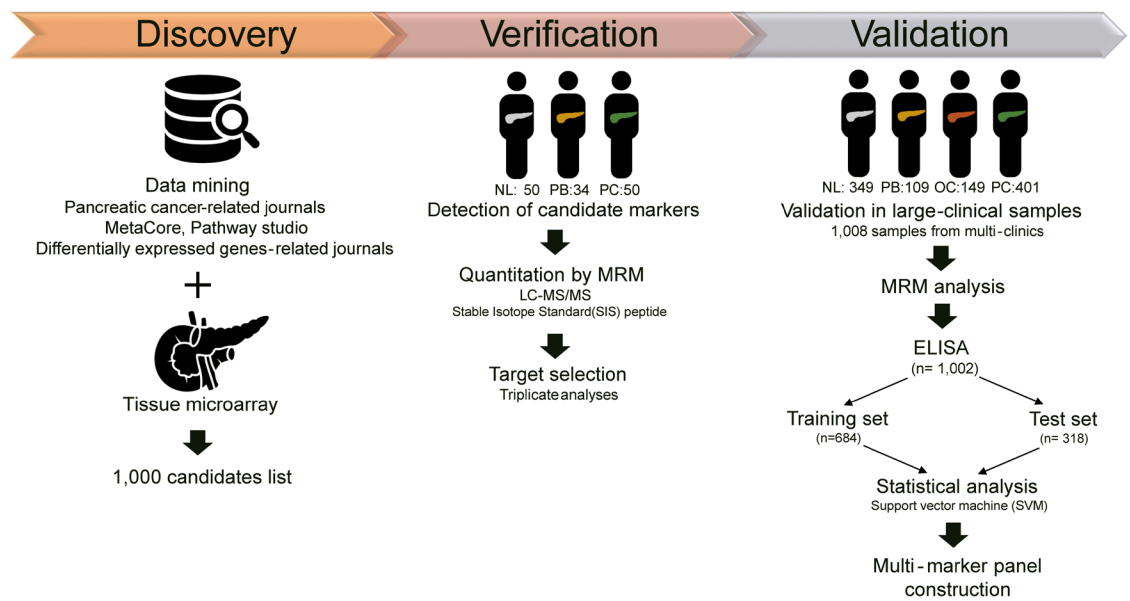 Discovery
Data mining
Pancreatic cancer-related journals
MetaCore, Pathway studio
Differentially expressed genes-related journals
+
Tissue microarray
1,000 candidates list
Verification
NL: 50 PB:34 PC:50
Detection of candidate markers
Quantitation by MRM
LC-MS/MS
Stable Isotope Standard(SIS) peptide
Target selection
Triplicate analyses
Validation
NL: 349 PB:109 OC:149 PC:401
Validation in large-clinical samples
1,008 samples from multi-clinics
MRM analysis
ELISA
(n= 1,002)
Training set
(n=684)
Test set
(n= 318)
Statistical analysis
Support vector machine (SVM)
Multi-marker panel
construction